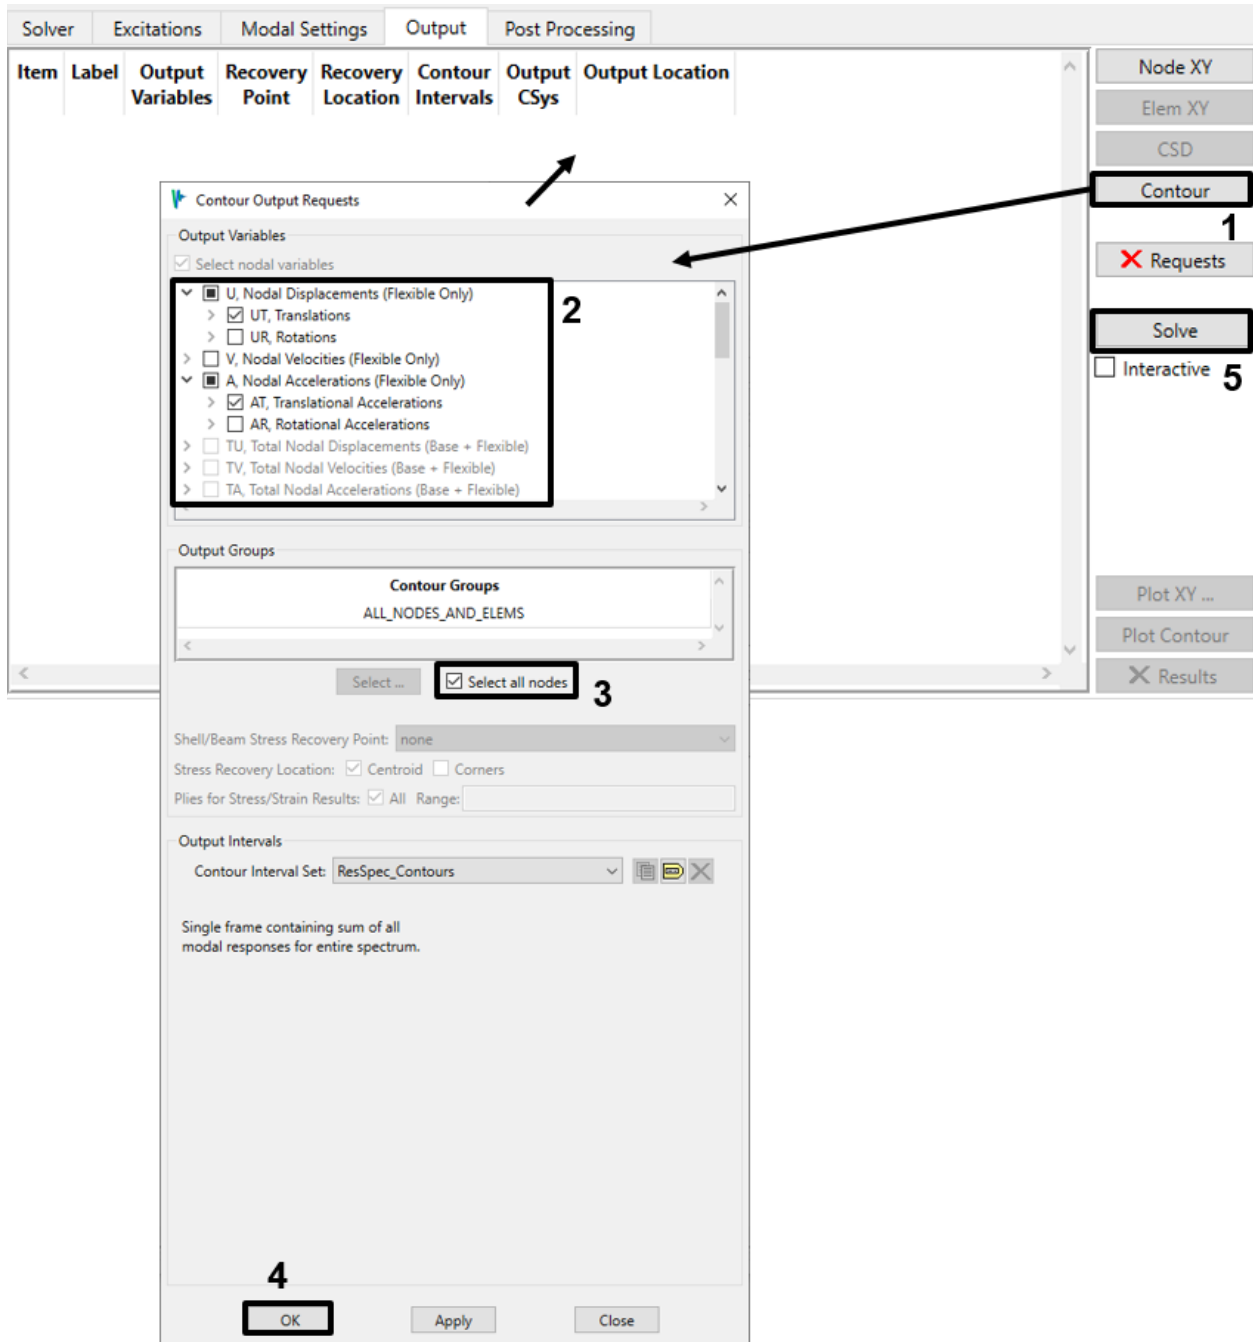 Solver Excitations Modal Settings Output Post Processing
Item Label Output Variables Recovery Point Recovery Location Contour Intervals Output CSys Output Location
Node XY
Elem XY
CSD
Contour
1
Requests
Solve
Interactive 5
Plot XY ...
Plot Contour
Results
Contour Output Requests
Output Variables
Select nodal variables
U, Nodal Displacements (Flexible Only)
2
UT, Translations
UR, Rotations
V, Nodal Velocities (Flexible Only)
A, Nodal Accelerations (Flexible Only)
AT, Translational Accelerations
AR, Rotational Accelerations
TU, Total Nodal Displacements (Base + Flexible)
TV, Total Nodal Velocities (Base + Flexible)
TA, Total Nodal Accelerations (Base + Flexible)
Output Groups
Contour Groups
ALL_NODES_AND_ELEMS
Select ... Select all nodes 3
Shell/Beam Stress Recovery Point: none
Stress Recovery Location: Centroid Corners
Plies for Stress/Strain Results: All Range:
Output Intervals
Contour Interval Set: ResSpec_Contours
Single frame containing sum of all
modal responses for entire spectrum.
4
OK Apply Close